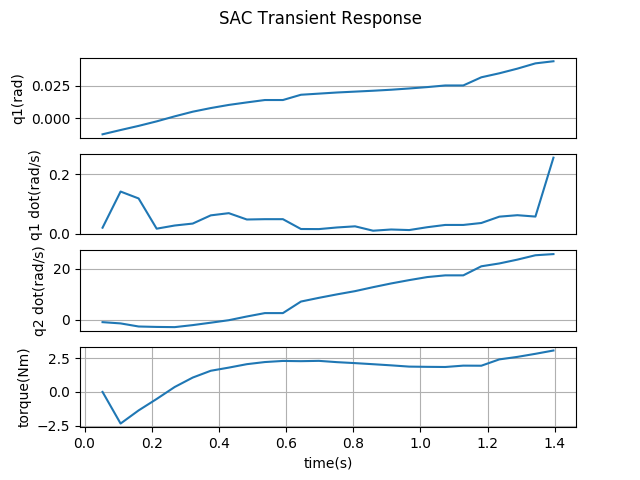 SAC Transient Response
q1(rad)
0.025
0.000
q1 dot(rad/s)
0.2
0.0
q2 dot(rad/s)
20
0
torque(Nm)
2.5
0.0
−2.5
0.0 0.2 0.4 0.6 0.8 1.0 1.2 1.4
time(s)